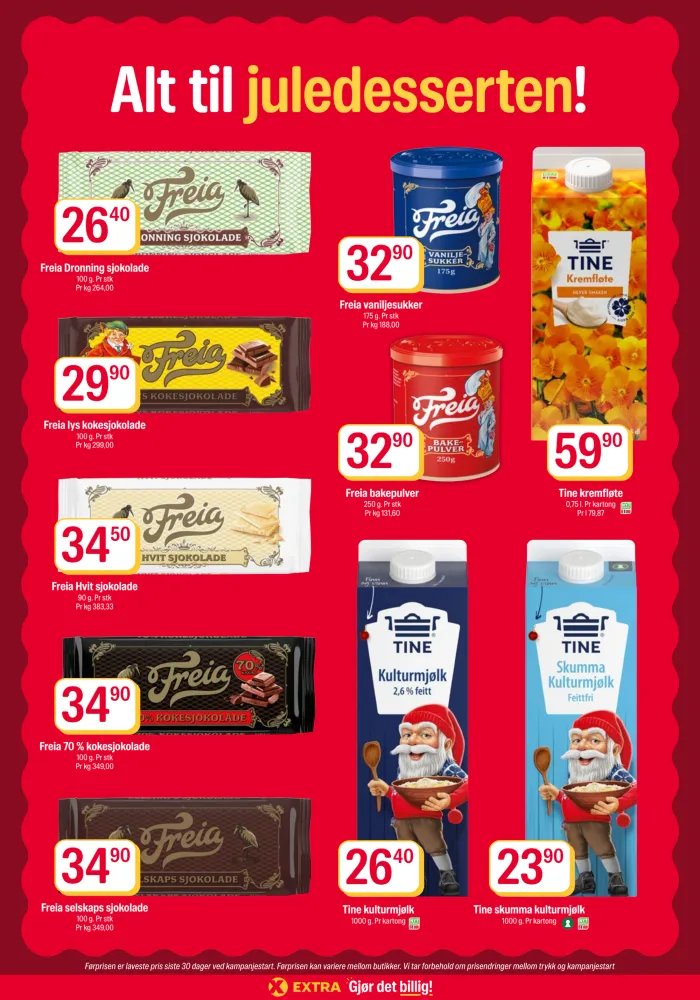 Alt til juledesserten!
Freia
DRONNING SJOKOLADE
26 40
Freia Dronning sjokolade
100 g. Pr stk
Pr kg 264,00
Freia
LYS KOKESJOKOLADE
29 90
Freia lys kokesjokolade
100 g. Pr stk
Pr kg 299,00
Freia
HVIT SJOKOLADE
34 50
Freia Hvit sjokolade
90 g. Pr stk
Pr kg 383,33
Freia
70%
70% KOKESJOKOLADE
34 90
Freia 70 % kokesjokolade
100 g. Pr stk
Pr kg 349,00
Freia
SELSKAPS SJOKOLADE
34 90
Freia selskaps sjokolade
100 g. Pr stk
Pr kg 349,00
Freia
VANILJE-
SUKKER
175g
32 90
Freia vaniljesukker
175 g. Pr stk
Pr kg 188,00
Freia
BAKE-
PULVER
250g
32 90
Freia bakepulver
250 g. Pr stk
Pr kg 131,60
TINE
Kremfløte
59 90
Tine kremfløte
0,75 l. Pr kartong
Pr l 79,87
TINE
Kulturmjølk
2,6 % feitt
26 40
Tine kulturmjølk
1000 g. Pr kartong
TINE
Skumma
Kulturmjølk
Feittfri
23 90
Tine skumma kulturmjølk
1000 g. Pr kartong
Førprisen er laveste pris siste 30 dager ved kampanjestart. Førprisen kan variere mellom butikker. Vi tar forbehold om prisendringer mellom trykk og kampanjestart
EXTRA Gjør det billig!